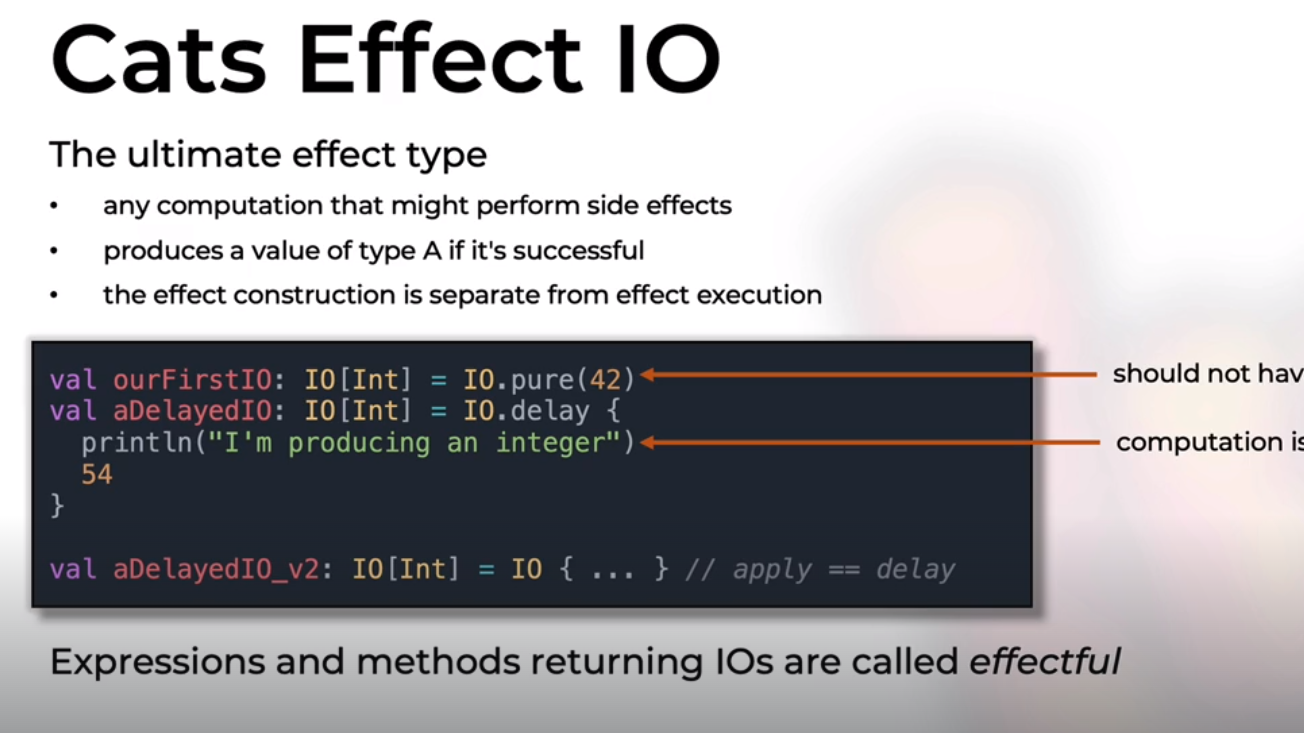 Cats Effect IO
The ultimate effect type
• any computation that might perform side effects
• produces a value of type A if it's successful
• the effect construction is separate from effect execution
val ourFirstIO: IO[Int] = IO.pure(42)
should not hav
val aDelayedIO: IO[Int] = IO.delay {
println("I'm producing an integer")
computation is
54
}
val aDelayedIO_v2: IO[Int] = IO { ... } // apply == delay
Expressions and methods returning IOs are called effectful